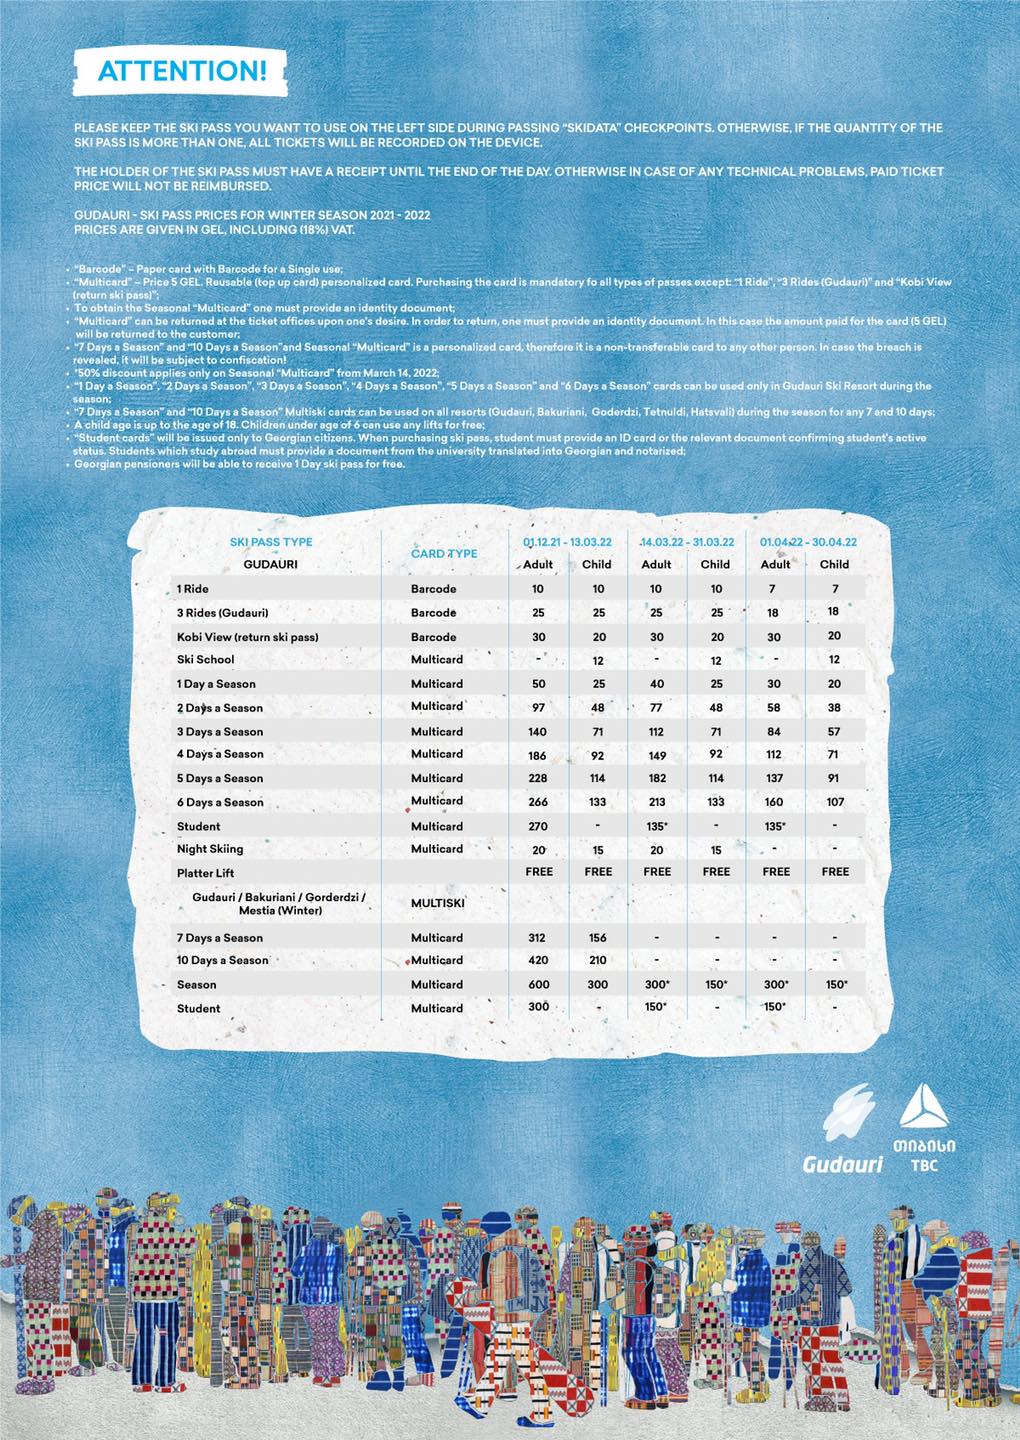 ATTENTION!
PLEASE KEEP THE SKI PASS YOU WANT TO USE ON THE LEFT SIDE DURING PASSING “SKIDATA” CHECKPOINTS. OTHERWISE, IF THE QUANTITY OF THE
SKI PASS IS MORE THAN ONE, ALL TICKETS WILL BE RECORDED ON THE DEVICE.
THE HOLDER OF THE SKI PASS MUST HAVE A RECEIPT UNTIL THE END OF THE DAY. OTHERWISE IN CASE OF ANY TECHNICAL PROBLEMS, PAID TICKET
PRICE WILL NOT BE REIMBURSED.
GUDAURI - SKI PASS PRICES FOR WINTER SEASON 2021 - 2022
PRICES ARE GIVEN IN GEL, INCLUDING (18%) VAT.
• “Barcode” – Paper card with Barcode for a Single use;
• “Multicard” – Price 5 GEL. Reusable (top up card) personalized card. Purchasing the card is mandatory fo all types of passes except: “1 Ride”, “3 Rides (Gudauri)” and “Kobi View
(return ski pass)”;
• To obtain the Seasonal “Multicard” one must provide an identity document;
• “Multicard” can be returned at the ticket offices upon one's desire. In order to return, one must provide an identity document. In this case the amount paid for the card (5 GEL)
will be returned to the customer;
• “7 Days a Season” and “10 Days a Season”and Seasonal “Multicard” is a personalized card, therefore it is a non-transferable card to any other person. In case the breach is
revealed, it will be subject to confiscation!
• *50% discount applies only on Seasonal “Multicard” from March 14, 2022;
• “1 Day a Season”, “2 Days a Season”, “3 Days a Season”, “4 Days a Season”, “5 Days a Season” and “6 Days a Season” cards can be used only in Gudauri Ski Resort during the
season;
• “7 Days a Season” and “10 Days a Season” Multiski cards can be used on all resorts (Gudauri, Bakuriani, Goderdzi, Tetnuldi, Hatsvali) during the season for any 7 and 10 days;
• A child age is up to the age of 18. Children under age of 6 can use any lifts for free;
• “Student cards” will be issued only to Georgian citizens. When purchasing ski pass, student must provide an ID card or the relevant document confirming student's active
status. Students which study abroad must provide a document from the university translated into Georgian and notarized;
• Georgian pensioners will be able to receive 1 Day ski pass for free.
SKI PASS TYPE CARD TYPE 01.12.21 - 13.03.22 14.03.22 - 31.03.22 01.04.22 - 30.04.22
GUDAURI Adult Child Adult Child Adult Child
1 Ride Barcode 10 10 10 10 7 7
3 Rides (Gudauri) Barcode 25 25 25 25 18 18
Kobi View (return ski pass) Barcode 30 20 30 20 30 20
Ski School Multicard - 12 - 12 - 12
1 Day a Season Multicard 50 25 40 25 30 20
2 Days a Season Multicard 97 48 77 48 58 38
3 Days a Season Multicard 140 71 112 71 84 57
4 Days a Season Multicard 186 92 149 92 112 71
5 Days a Season Multicard 228 114 182 114 137 91
6 Days a Season Multicard 266 133 213 133 160 107
Student Multicard 270 - 135* - 135* -
Night Skiing Multicard 20 15 20 15 - -
Platter Lift FREE FREE FREE FREE FREE FREE
Gudauri / Bakuriani / Gorderdzi /
Mestia (Winter) MULTISKI
7 Days a Season Multicard 312 156 - - - -
10 Days a Season Multicard 420 210 - - - -
Season Multicard 600 300 300* 150* 300* 150*
Student Multicard 300 - 150* - 150* -
Gudauri
თიბისი
TBC